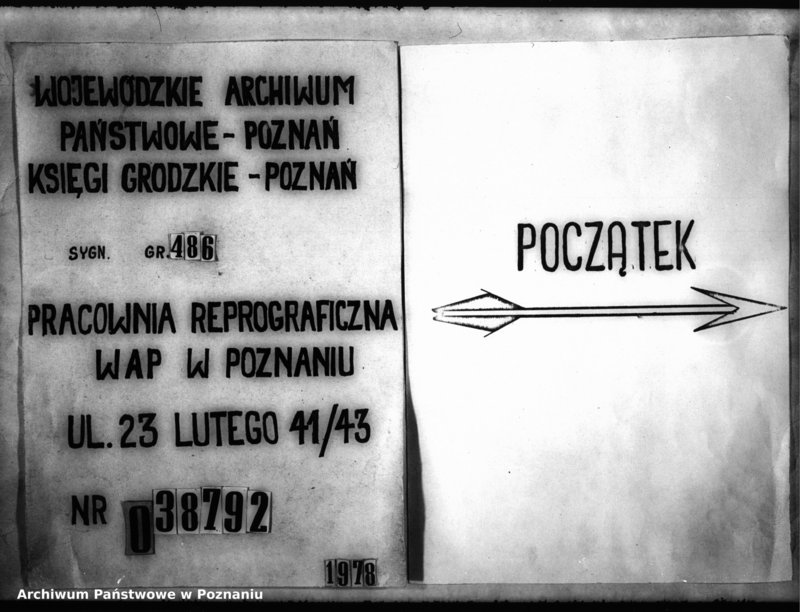 WOJEWÓDZKIE ARCHIWUM
PAŃSTWOWE - POZNAŃ
KSIĘGI GRODZKIE - POZNAŃ
SYGN. GR. 486
PRACOWNIA REPROGRAFICZNA
WAP W POZNANIU
UL. 23 LUTEGO 41/43
NR 038792
1978
POCZĄTEK
Archiwum Państwowe w Poznaniu